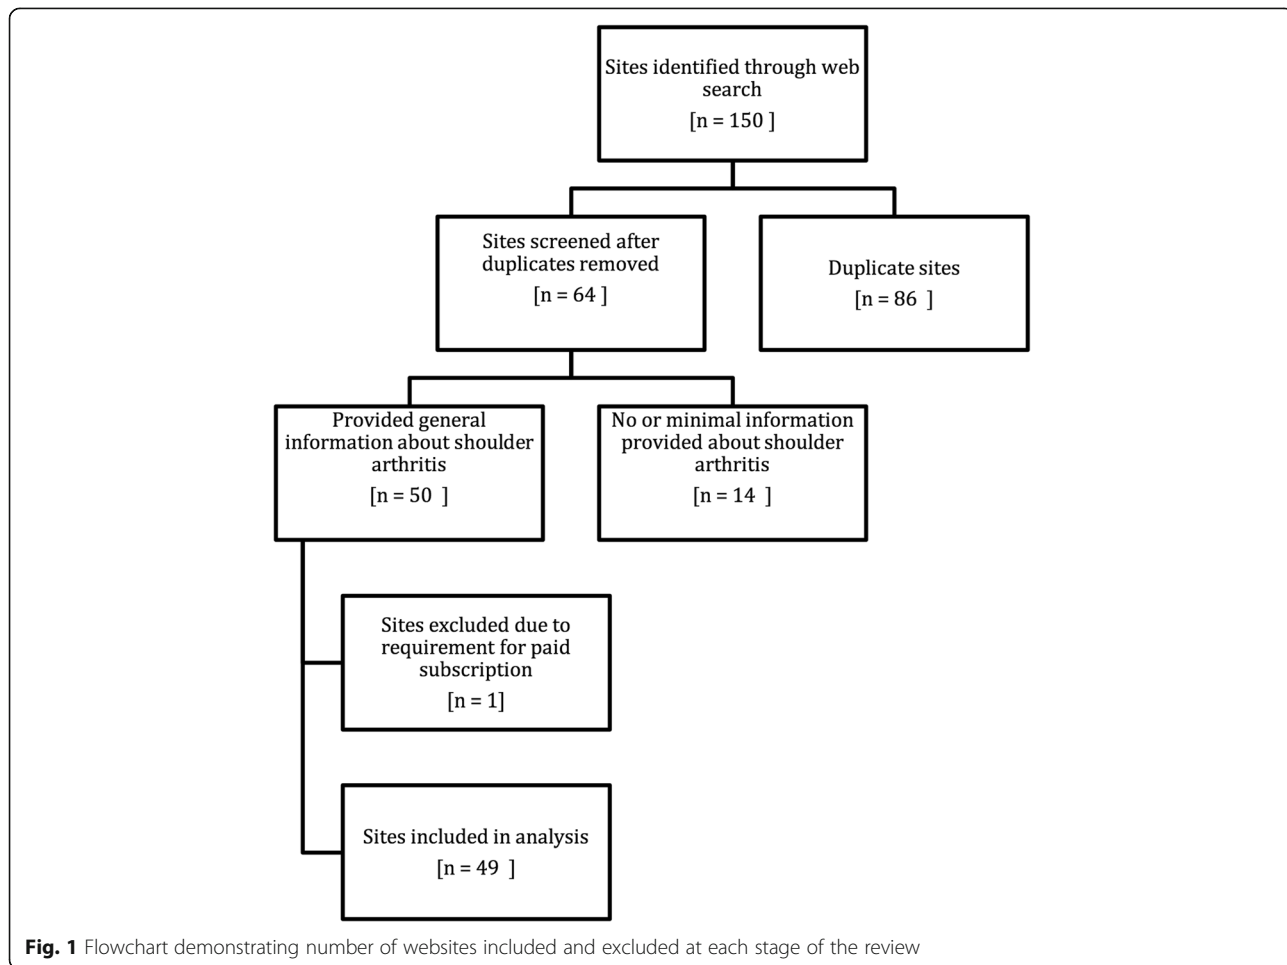 Sites identified through web
search
[n = 150 ]
Sites screened after
duplicates removed
[n = 64 ]
Duplicate sites
[n = 86  ]
Provided general
information about shoulder
arthritis
[n = 50  ]
No or minimal information
provided about shoulder
arthritis
[n = 14  ]
Sites excluded due to
requirement for paid
subscription
[n = 1]
Sites included in analysis
[n = 49  ]
Fig. 1 Flowchart demonstrating number of websites included and excluded at each stage of the review